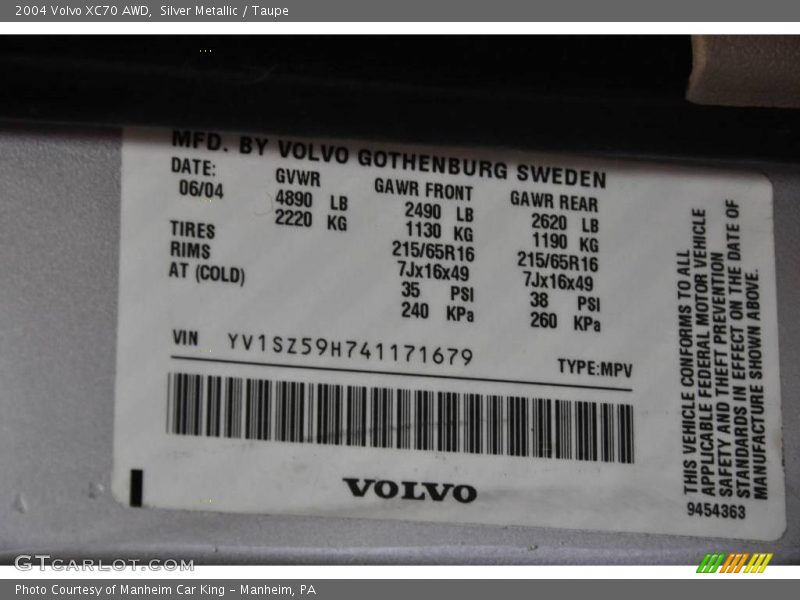 2004 Volvo XC70 AWD, Silver Metallic / Taupe
MFD. BY VOLVO GOTHENBURG SWEDEN
DATE: GVWR GAWR FRONT GAWR REAR
06/04 4890 LB 2490 LB 2620 LB
2220 KG 1130 KG 1190 KG
TIRES 215/65R16 215/65R16
RIMS 7Jx16x49 7Jx16x49
AT (COLD) 35 PSI 38 PSI
240 KPa 260 KPa
VIN YV1SZ59H741171679 TYPE:MPV
VOLVO
THIS VEHICLE CONFORMS TO ALL
APPLICABLE FEDERAL MOTOR VEHICLE
SAFETY AND THEFT PREVENTION
STANDARDS IN EFFECT ON THE DATE OF
MANUFACTURE SHOWN ABOVE.
9454363
GTCARLOT.COM
Photo Courtesy of Manheim Car King - Manheim, PA